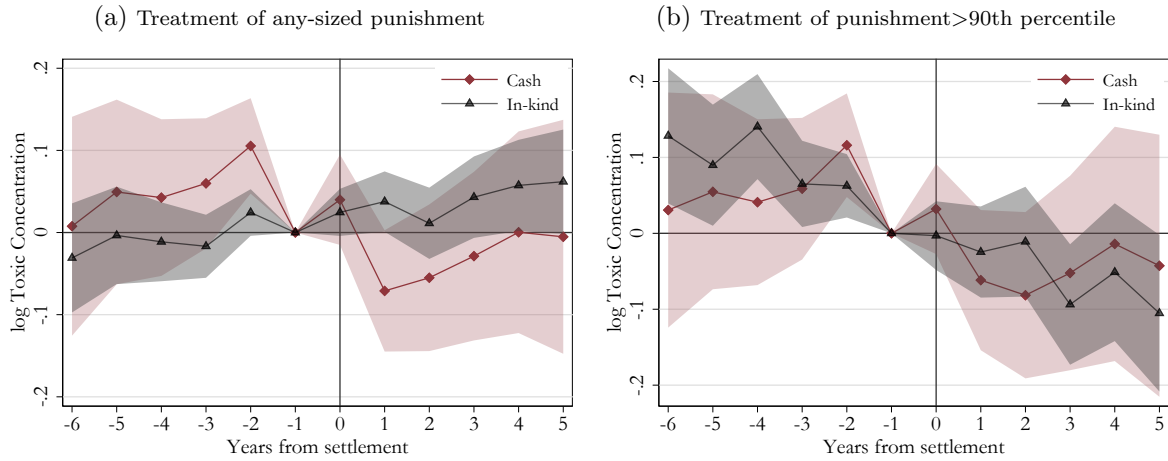 (a) Treatment of any-sized punishment
log Toxic Concentration
.2
.1
0
-.1
-.2
Cash
In-kind
-6 -5 -4 -3 -2 -1 0 1 2 3 4 5
Years from settlement
(b) Treatment of punishment>90th percentile
log Toxic Concentration
.2
.1
0
-.1
-.2
Cash
In-kind
-6 -5 -4 -3 -2 -1 0 1 2 3 4 5
Years from settlement